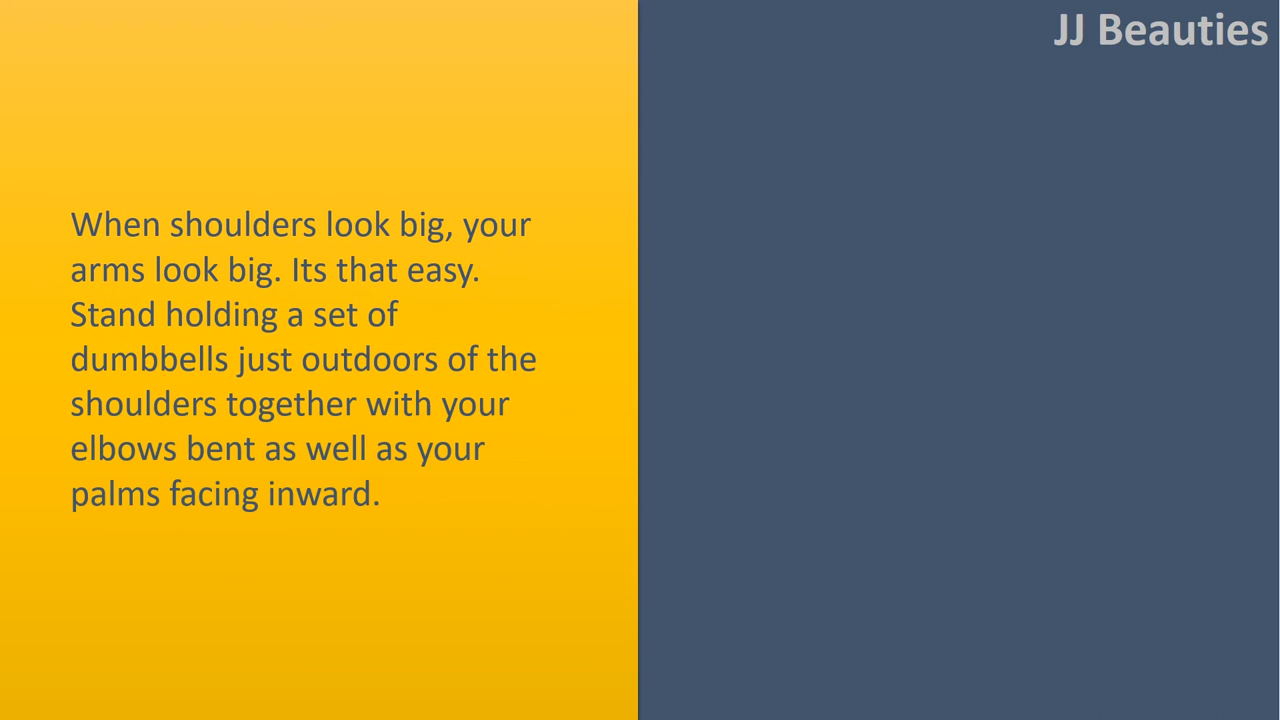 JJ Beauties
When shoulders look big, your
arms look big. Its that easy.
Stand holding a set of
dumbbells just outdoors of the
shoulders together with your
elbows bent as well as your
palms facing inward.